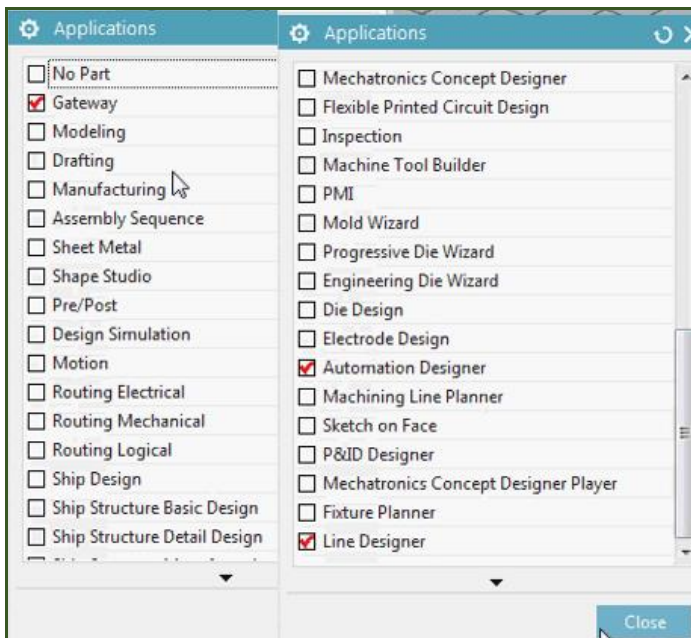 Applications
No Part
Gateway
Modeling
Drafting
Manufacturing
Assembly Sequence
Sheet Metal
Shape Studio
Pre/Post
Design Simulation
Motion
Routing Electrical
Routing Mechanical
Routing Logical
Ship Design
Ship Structure Basic Design
Ship Structure Detail Design
Applications
Mechatronics Concept Designer
Flexible Printed Circuit Design
Inspection
Machine Tool Builder
PMI
Mold Wizard
Progressive Die Wizard
Engineering Die Wizard
Die Design
Electrode Design
Automation Designer
Machining Line Planner
Sketch on Face
P&ID Designer
Mechatronics Concept Designer Player
Fixture Planner
Line Designer
Close